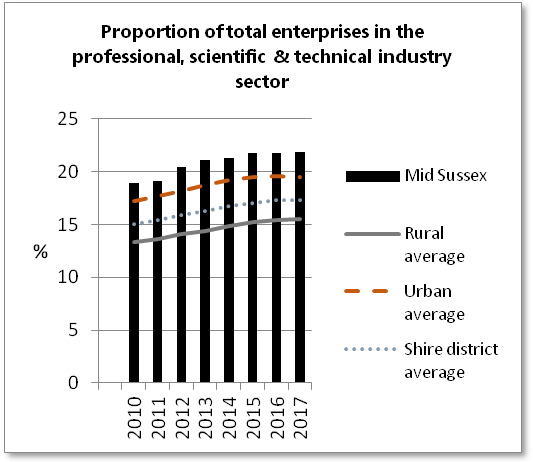 Proportion of total enterprises in the
professional, scientific & technical industry
sector
25
20
15
10
5
0
%
2010
2011
2012
2013
2014
2015
2016
2017
Mid Sussex
Rural
average
Urban
average
Shire district
average